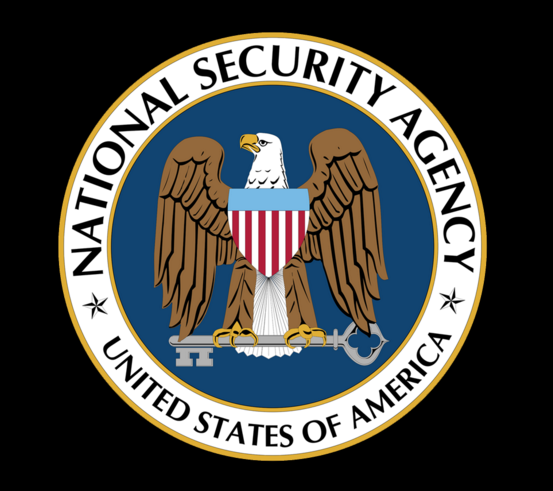 NATIONAL SECURITY AGENCY
UNITED STATES OF AMERICA